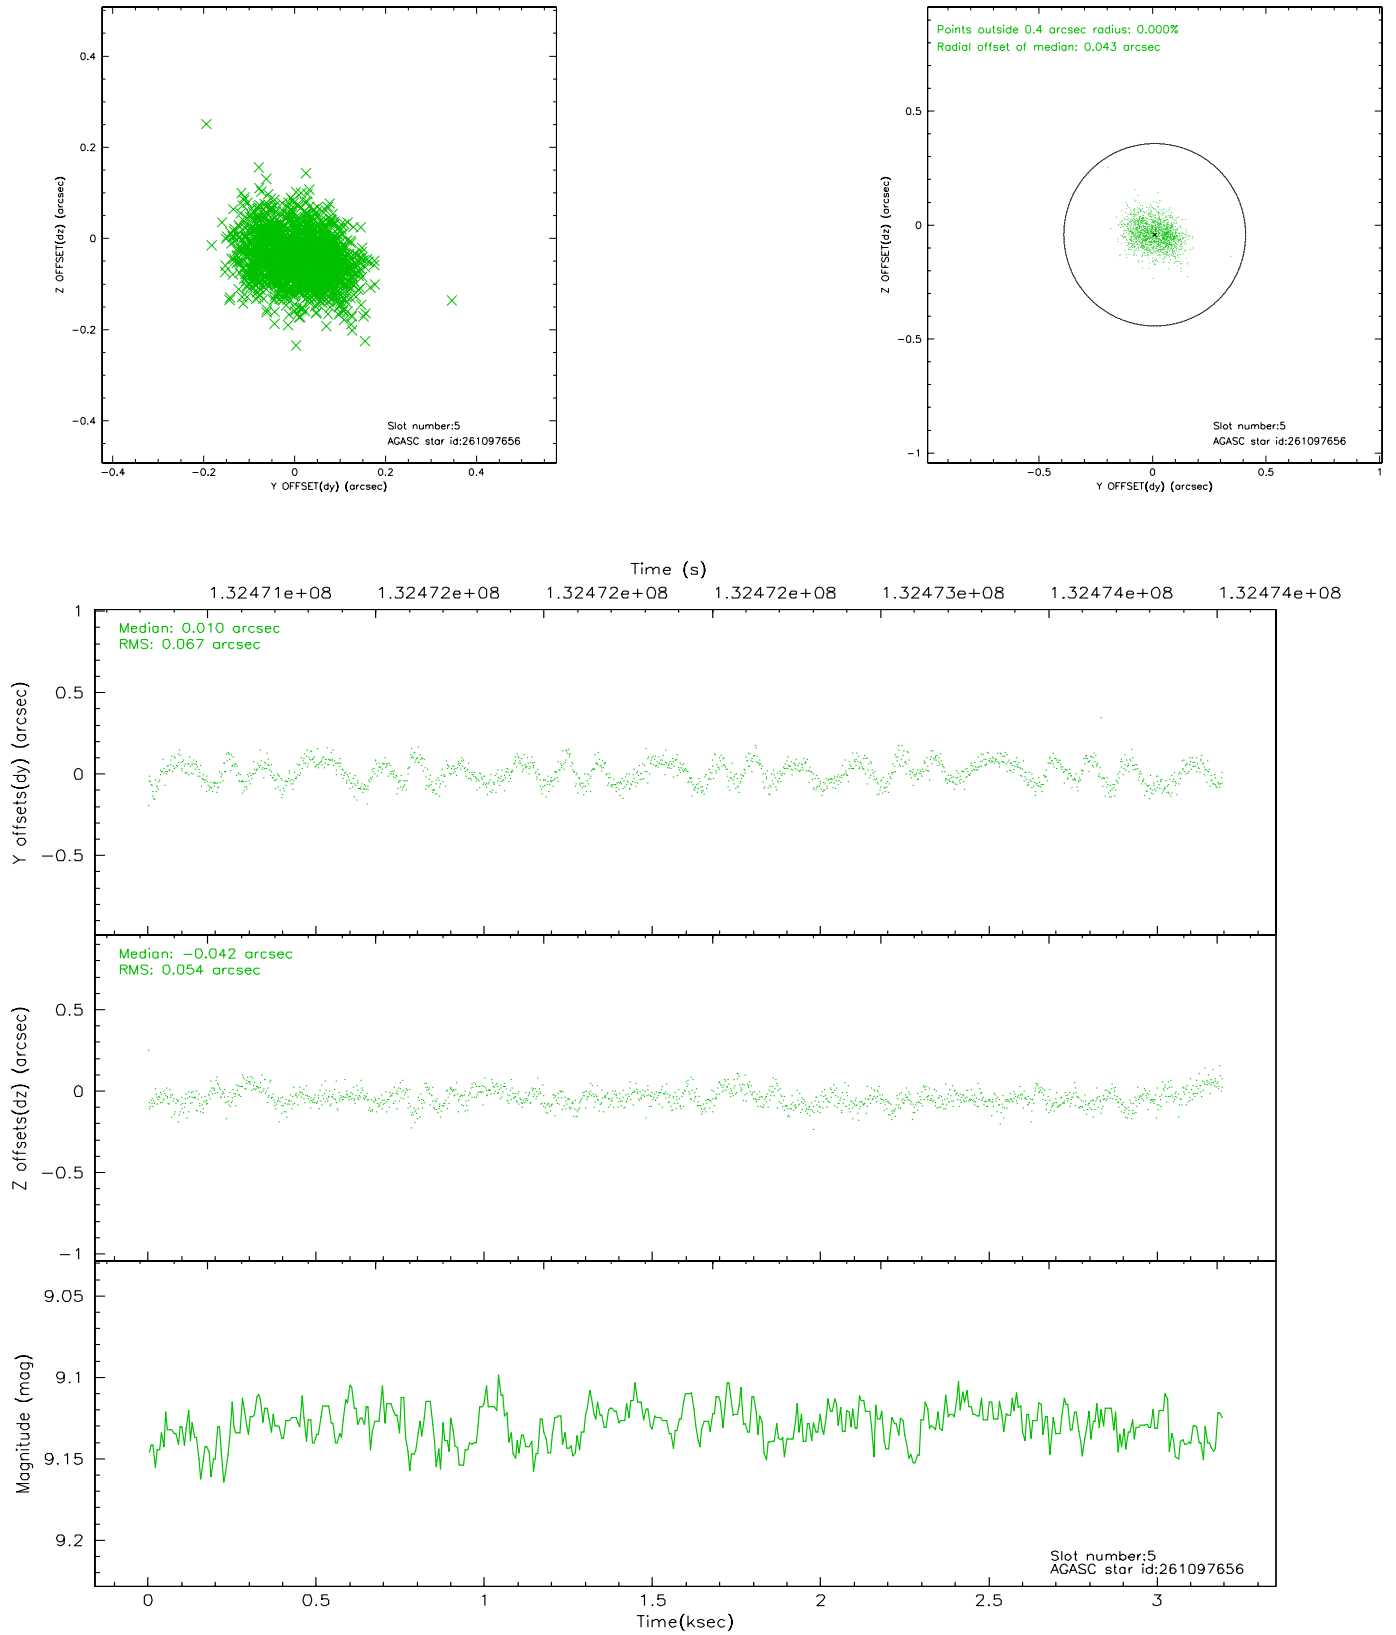 0.4
0.2
0
−0.2
−0.4
Z OFFSET(dz) (arcsec)
Slot number:5
AGASC star id:261097656
−0.4 −0.2 0 0.2 0.4
Y OFFSET(dy) (arcsec)
Points outside 0.4 arcsec radius: 0.000%
Radial offset of median: 0.043 arcsec
0.5
0
−0.5
−1
Z OFFSET(dz) (arcsec)
Slot number:5
AGASC star id:261097656
−0.5 0 0.5 1
Y OFFSET(dy) (arcsec)
Time (s)
1.32471e+08 1.32472e+08 1.32472e+08 1.32472e+08 1.32473e+08 1.32474e+08 1.32474e+08
Median: 0.010 arcsec
RMS: 0.067 arcsec
1
0.5
0
−0.5
Y offsets(dy) (arcsec)
Median: −0.042 arcsec
RMS: 0.054 arcsec
0.5
0
−0.5
−1
Z offsets(dz) (arcsec)
9.05
9.1
9.15
9.2
Magnitude (mag)
Slot number:5
AGASC star id:261097656
0 0.5 1 1.5 2 2.5 3
Time(ksec)